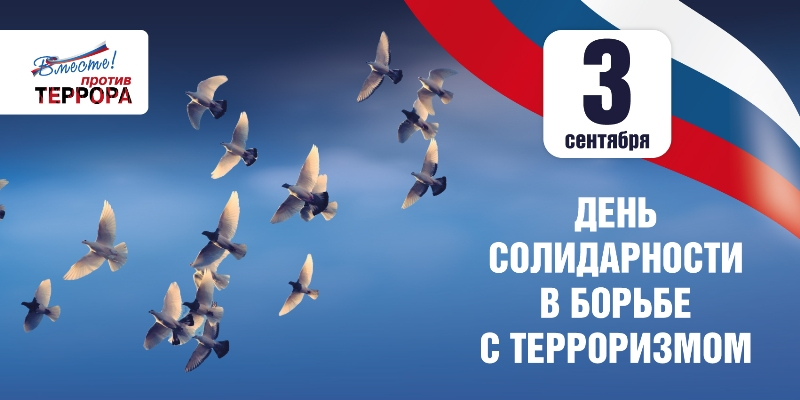 Вместе!
против
ТЕРРОРА
3
сентября
ДЕНЬ
СОЛИДАРНОСТИ
В БОРЬБЕ
С ТЕРРОРИЗМОМ